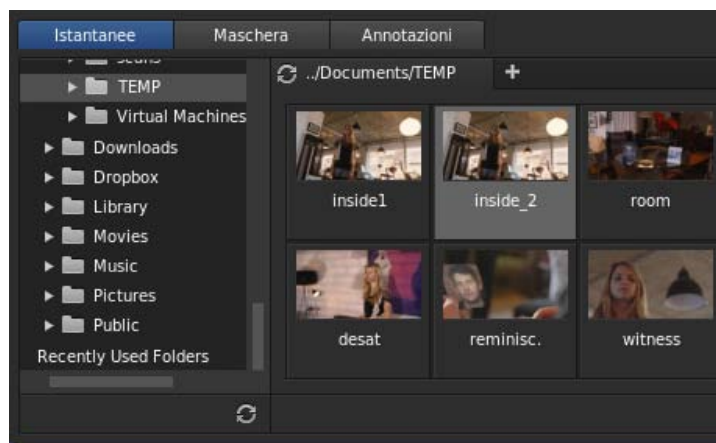 Istantanee Maschera Annotazioni
scans
TEMP
Virtual Machines
Downloads
Dropbox
Library
Movies
Music
Pictures
Public
Recently Used Folders
../Documents/TEMP +
inside1 inside_2 room
desat reminisc. witness